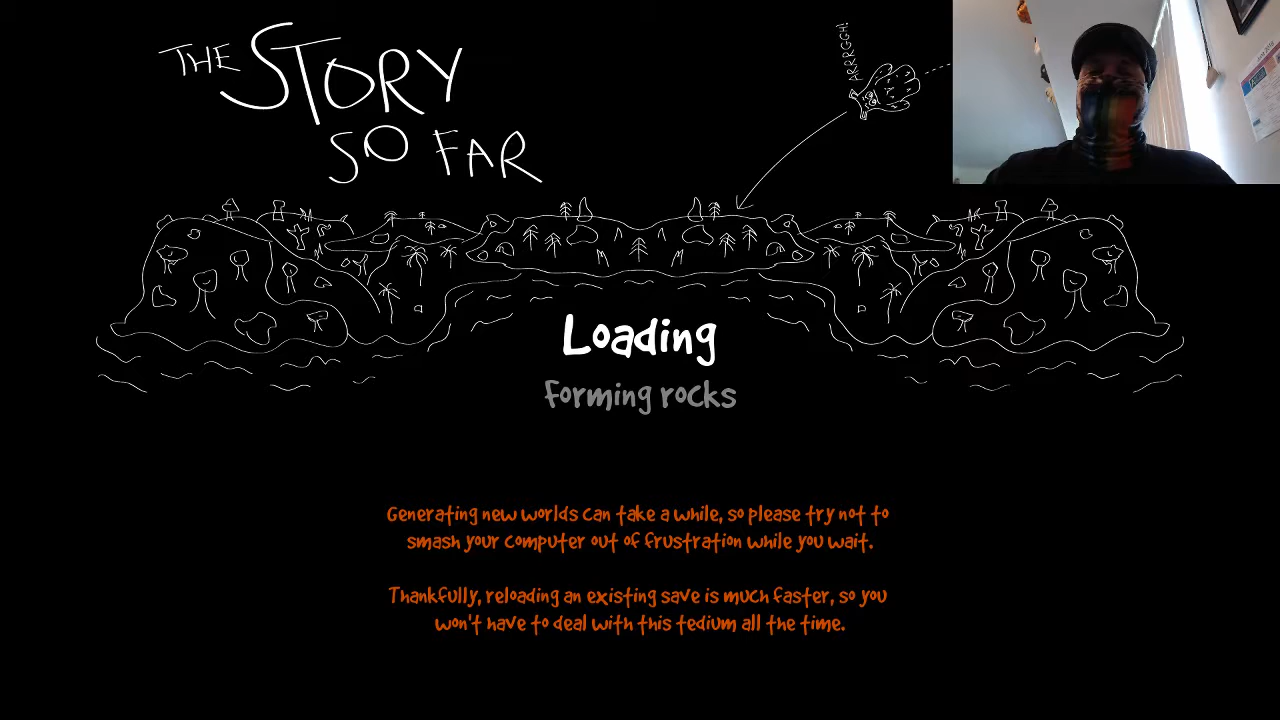 THE STORY
SO FAR
ARRRGGH!
Loading
Forming rocks
Generating new worlds can take a while, so please try not to
smash your computer out of frustration while you wait.
Thankfully, reloading an existing save is much faster, so you
won't have to deal with this tedium all the time.